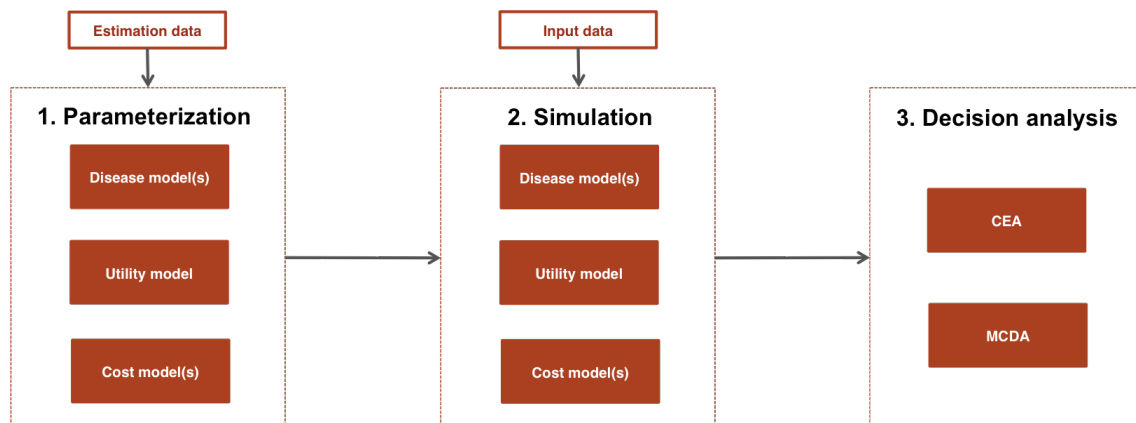 Estimation data
Input data
1. Parameterization
Disease model(s)
Utility model
Cost model(s)
2. Simulation
Disease model(s)
Utility model
Cost model(s)
3. Decision analysis
CEA
MCDA